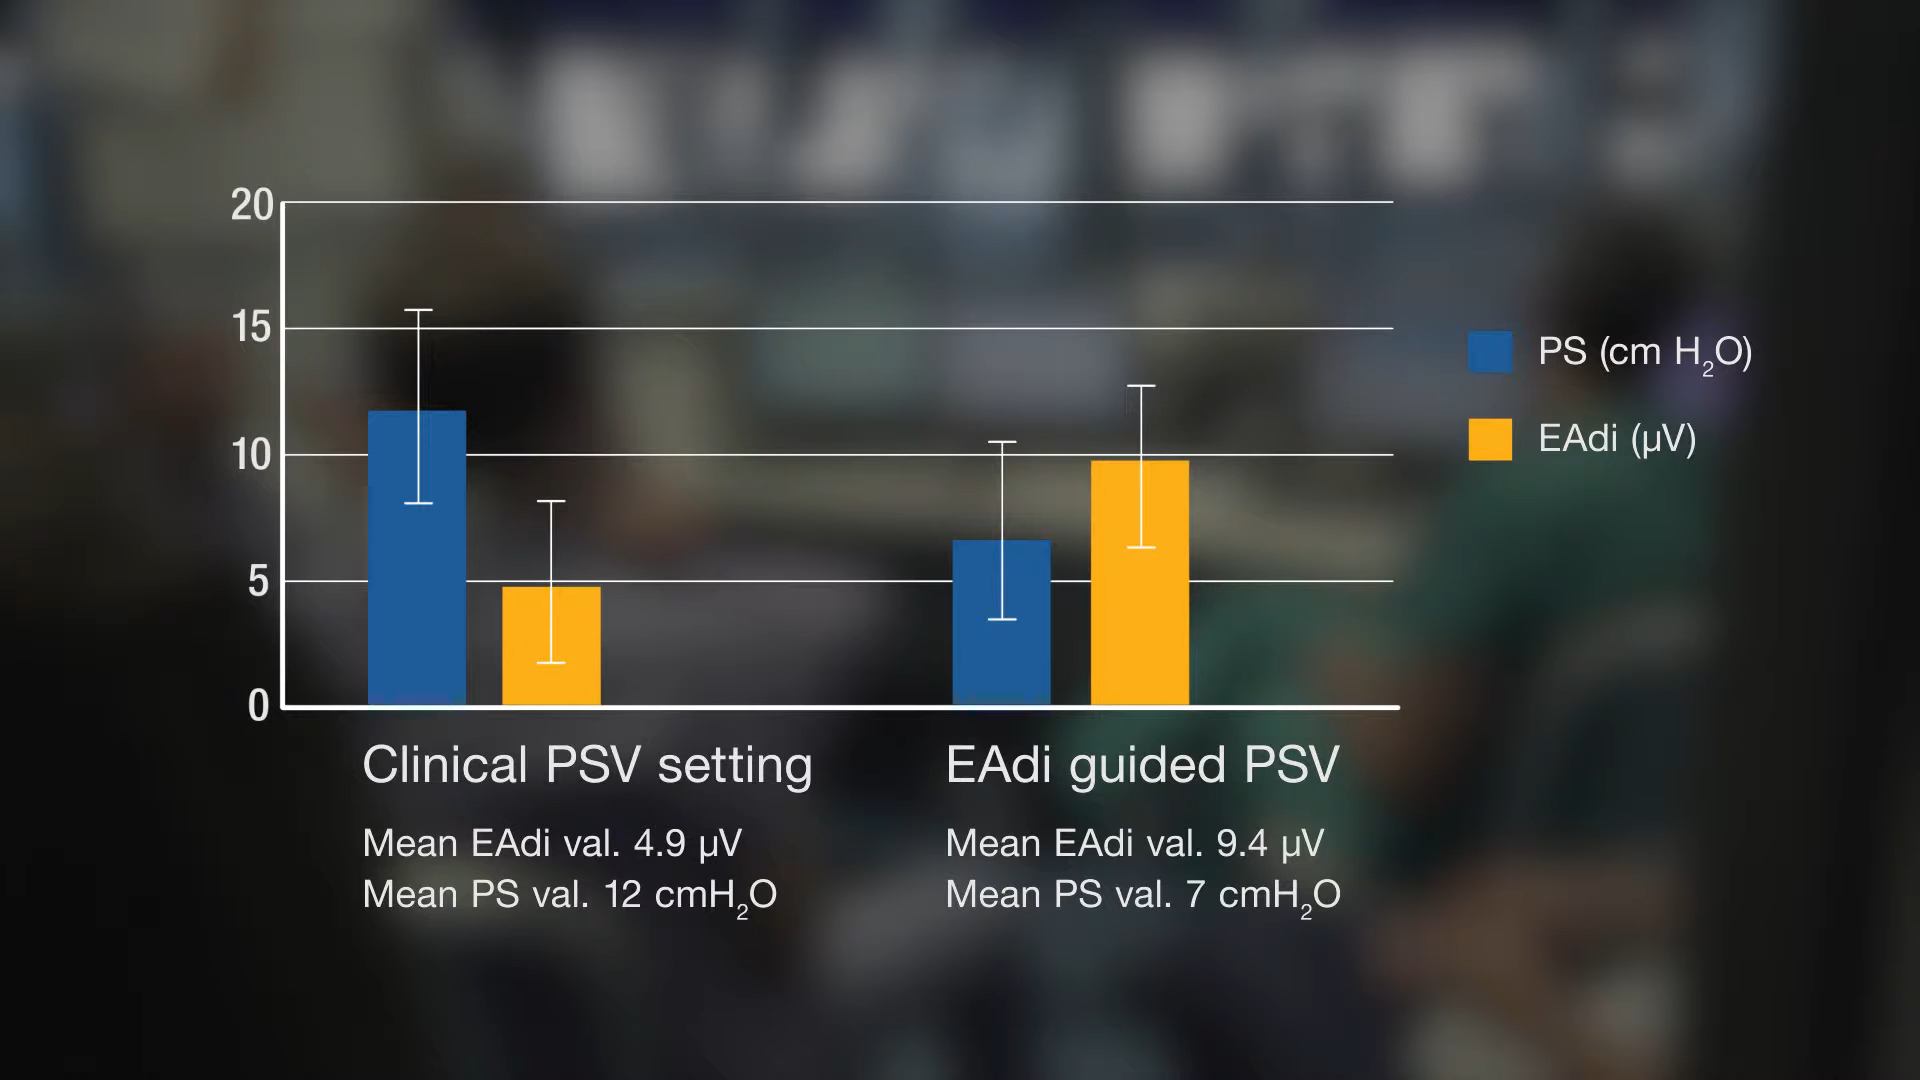 20
15
10
5
0
PS (cm H₂O)
EAdi (µV)
Clinical PSV setting
Mean EAdi val. 4.9 µV
Mean PS val. 12 cmH₂O
EAdi guided PSV
Mean EAdi val. 9.4 µV
Mean PS val. 7 cmH₂O